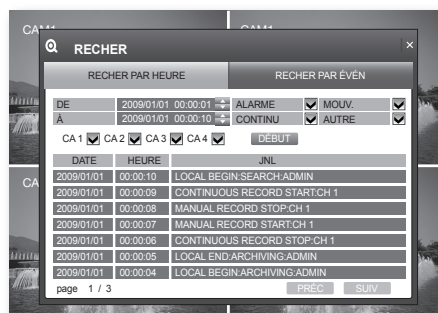 CAM1
RECHER
×
RECHER PAR HEURE RECHER PAR ÉVÈN
DE 2009/01/01 00:00:01 ALARME MOUV.
À 2009/01/01 00:00:10 CONTINU AUTRE
CA 1 CA 2 CA 3 CA 4 DÉBUT
DATE HEURE JNL
2009/01/01 00:00:10 LOCAL BEGIN:SEARCH:ADMIN
2009/01/01 00:00:09 CONTINUOUS RECORD START:CH 1
2009/01/01 00:00:08 MANUAL RECORD STOP:CH 1
2009/01/01 00:00:07 MANUAL RECORD START:CH 1
2009/01/01 00:00:06 CONTINUOUS RECORD STOP:CH 1
2009/01/01 00:00:05 LOCAL END:ARCHIVING:ADMIN
2009/01/01 00:00:04 LOCAL BEGIN:ARCHIVING:ADMIN
page 1 / 3 PRÉC SUIV